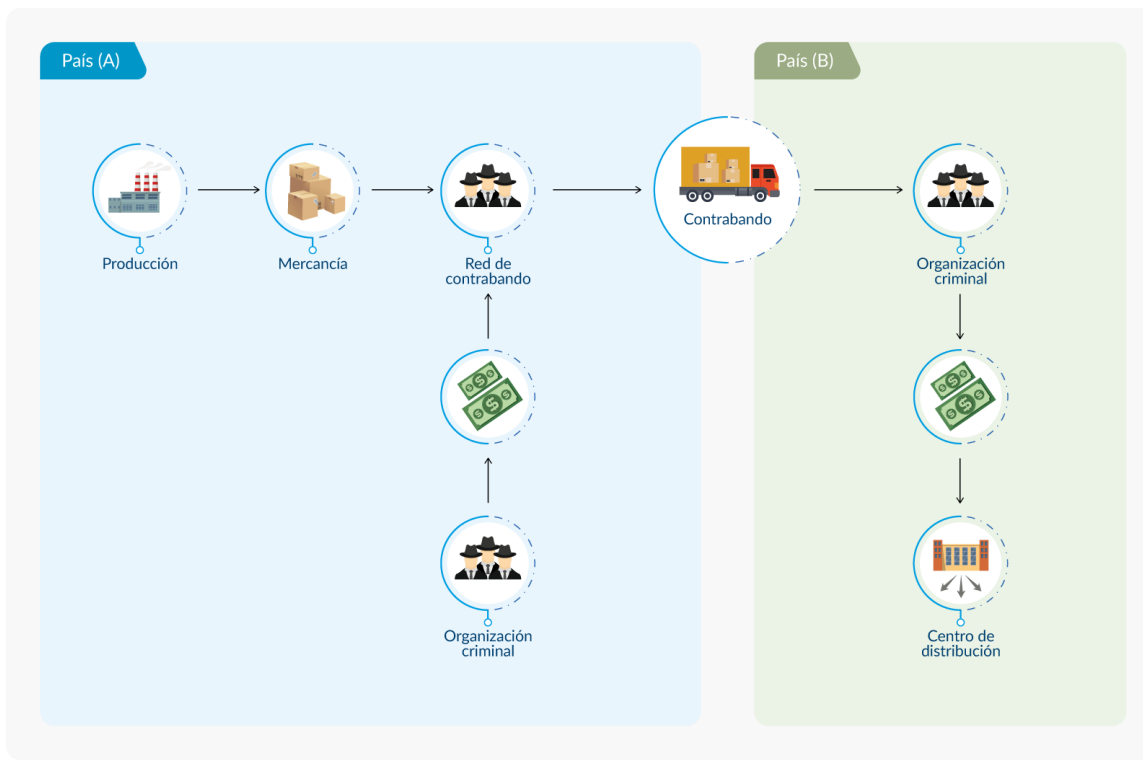 País (A)
País (B)
Contrabando
Producción
Mercancía
Red de
contrabando
Organización
criminal
Organización
criminal
Centro de
distribución